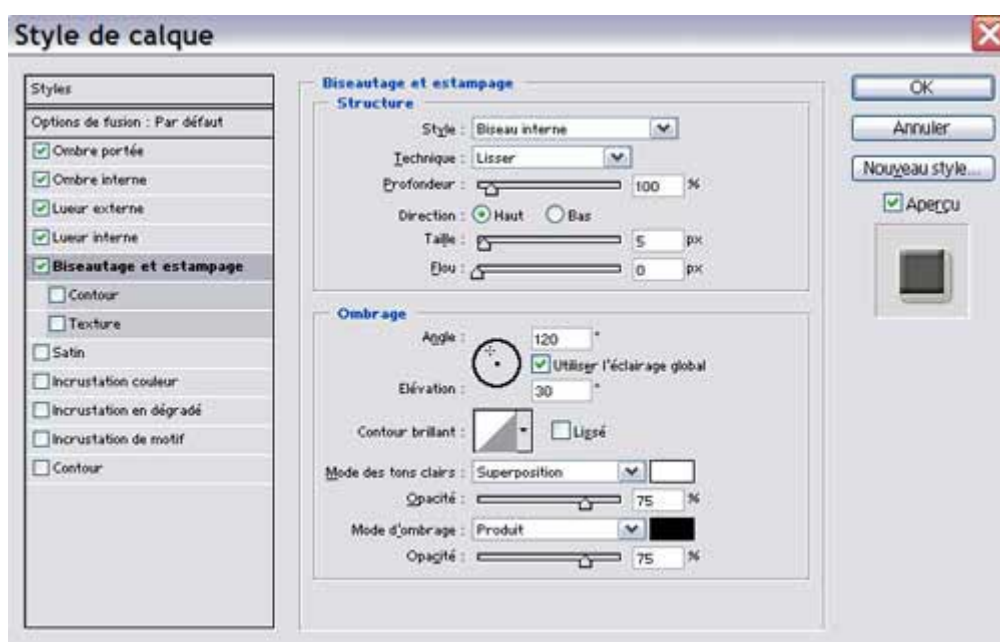 Style de calque
Styles
Options de fusion : Par défaut
Ombre portée
Ombre interne
Lueur externe
Lueur interne
Biseautage et estampage
Contour
Texture
Satin
Incrustation couleur
Incrustation en dégradé
Incrustation de motif
Contour
Biseautage et estampage
Structure
Style : Biseau interne
Technique : Lisser
Profondeur : 100 %
Direction : Haut Bas
Taille : 5 px
Flou : 0 px
Ombrage
Angle : 120 °
Utiliser l'éclairage global
Elévation : 30 °
Contour brillant : Lissé
Mode des tons clairs : Superposition
Opacité : 75 %
Mode d'ombrage : Produit
Opacité : 75 %
OK
Annuler
Nouveau style...
Aperçu